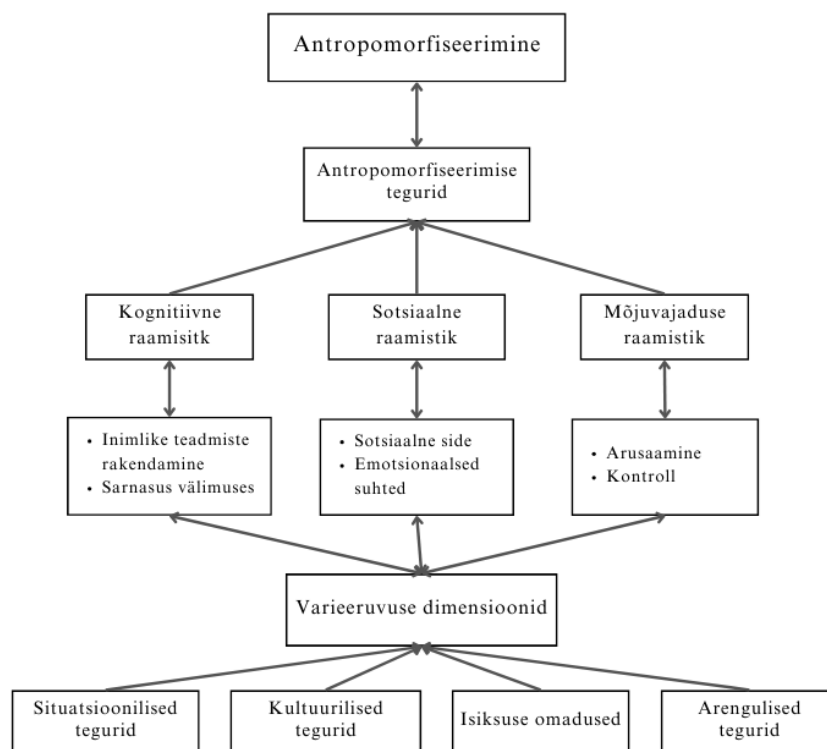 Antropomorfiseerimine
Antropomorfiseerimise
tegurid
Kognitiivne
raamisitk
Sotsiaalne
raamistik
Mõjuvajaduse
raamistik
• Inimlike teadmiste
rakendamine
• Sarnasus välimuses
• Sotsiaalne side
• Emotsionaalsed
suhted
• Arusaamine
• Kontroll
Varieeruvuse dimensioonid
Situatsioonilised
tegurid
Kultuurilised
tegurid
Isiksuse omadused
Arengulised
tegurid